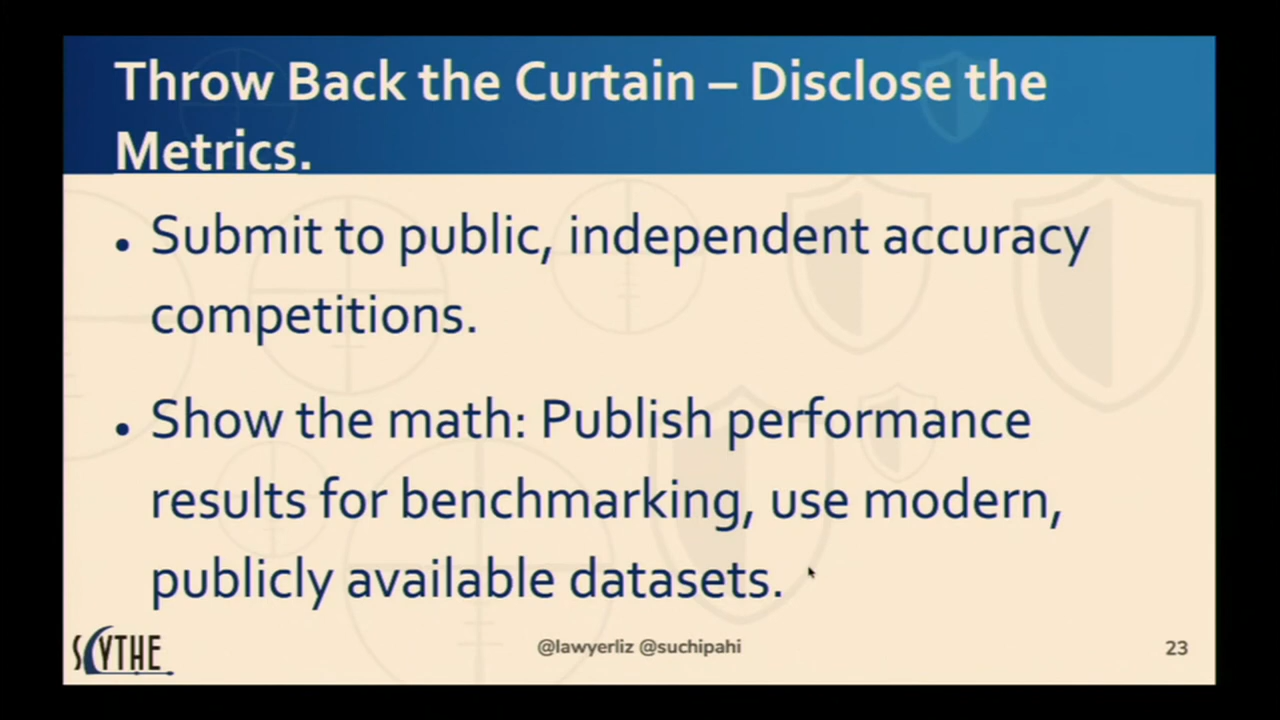 Throw Back the Curtain – Disclose the
Metrics.
• Submit to public, independent accuracy
competitions.
• Show the math: Publish performance
results for benchmarking, use modern,
publicly available datasets.
SCYTHE
@lawyerliz @suchipahi
23